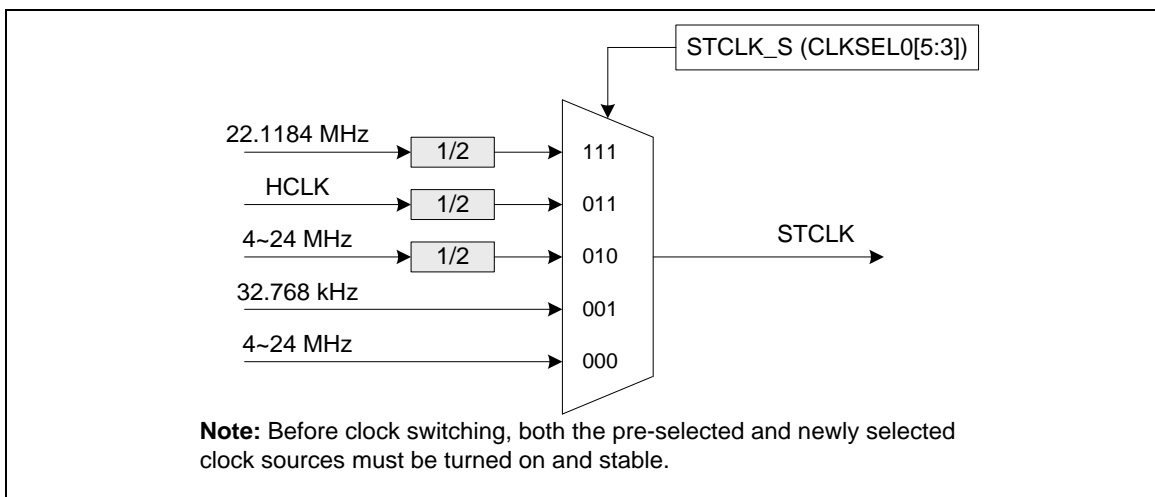 STCLK_S (CLKSEL0[5:3])
22.1184 MHz
1/2
111
HCLK
1/2
011
4~24 MHz
1/2
010
STCLK
32.768 kHz
001
4~24 MHz
000
Note: Before clock switching, both the pre-selected and newly selected
clock sources must be turned on and stable.